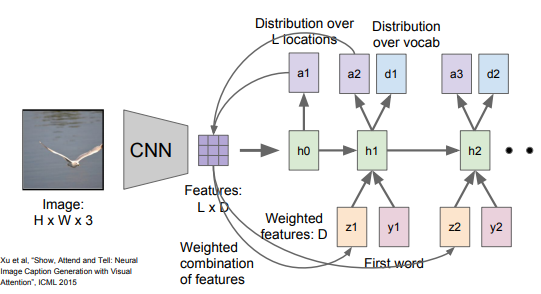 Distribution over
L locations
Distribution
over vocab
a1
a2
d1
a3
d2
CNN
h0
h1
h2
Image:
H x W x 3
Features:
L x D
Weighted
features: D
z1
y1
z2
y2
Weighted
combination
of features
First word
Xu et al, “Show, Attend and Tell: Neural
Image Caption Generation with Visual
Attention”, ICML 2015